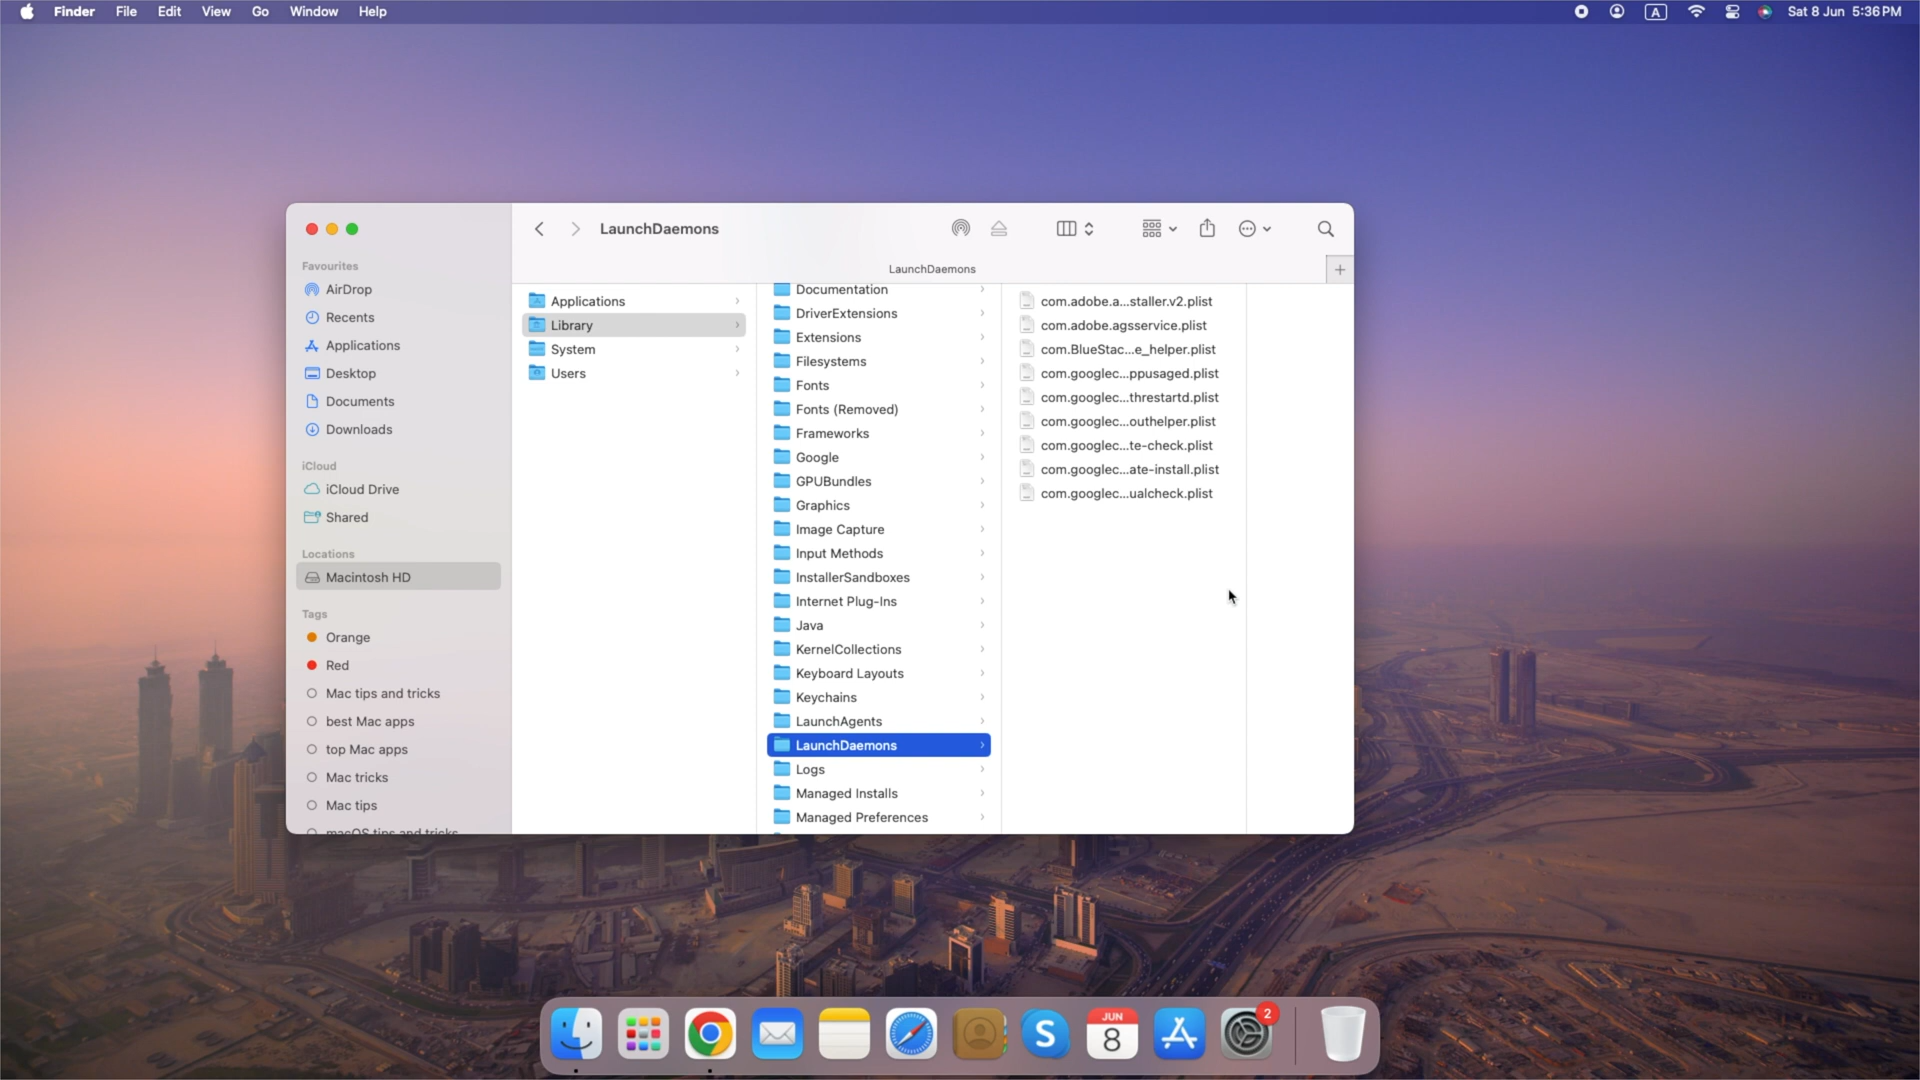 Finder File Edit View Go Window Help
A Sat 8 Jun 5:36 PM
LaunchDaemons
LaunchDaemons
Favourites
AirDrop
Recents
Applications
Desktop
Documents
Downloads
iCloud
iCloud Drive
Shared
Locations
Macintosh HD
Tags
Orange
Red
Mac tips and tricks
best Mac apps
top Mac apps
Mac tricks
Mac tips
macOS tips and tricks
Applications
Library
System
Users
Documentation
DriverExtensions
Extensions
Filesystems
Fonts
Fonts (Removed)
Frameworks
Google
GPUBundles
Graphics
Image Capture
Input Methods
InstallerSandboxes
Internet Plug-Ins
Java
KernelCollections
Keyboard Layouts
Keychains
LaunchAgents
LaunchDaemons
Logs
Managed Installs
Managed Preferences
com.adobe.a...staller.v2.plist
com.adobe.agsservice.plist
com.BlueStac...e_helper.plist
com.googlec...ppusaged.plist
com.googlec...threstartd.plist
com.googlec...outhelper.plist
com.googlec...te-check.plist
com.googlec...ate-install.plist
com.googlec...ualcheck.plist
S
JUN
8
2